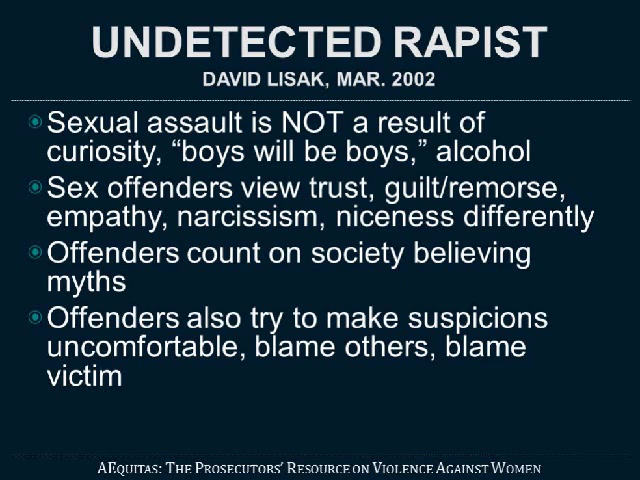 UNDETECTED RAPIST
DAVID LISAK, MAR. 2002
Sexual assault is NOT a result of
curiosity, “boys will be boys,” alcohol
Sex offenders view trust, guilt/remorse,
empathy, narcissism, niceness differently
Offenders count on society believing
myths
Offenders also try to make suspicions
uncomfortable, blame others, blame
victim
AEQUITAS: THE PROSECUTORS’ RESOURCE ON VIOLENCE AGAINST WOMEN